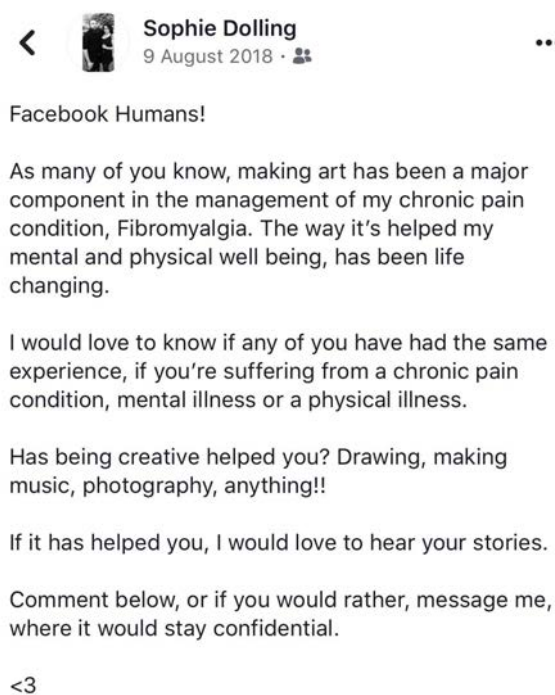 Sophie Dolling
9 August 2018 ·
Facebook Humans!
As many of you know, making art has been a major
component in the management of my chronic pain
condition, Fibromyalgia. The way it's helped my
mental and physical well being, has been life
changing.
I would love to know if any of you have had the same
experience, if you're suffering from a chronic pain
condition, mental illness or a physical illness.
Has being creative helped you? Drawing, making
music, photography, anything!!
If it has helped you, I would love to hear your stories.
Comment below, or if you would rather, message me,
where it would stay confidential.
<3